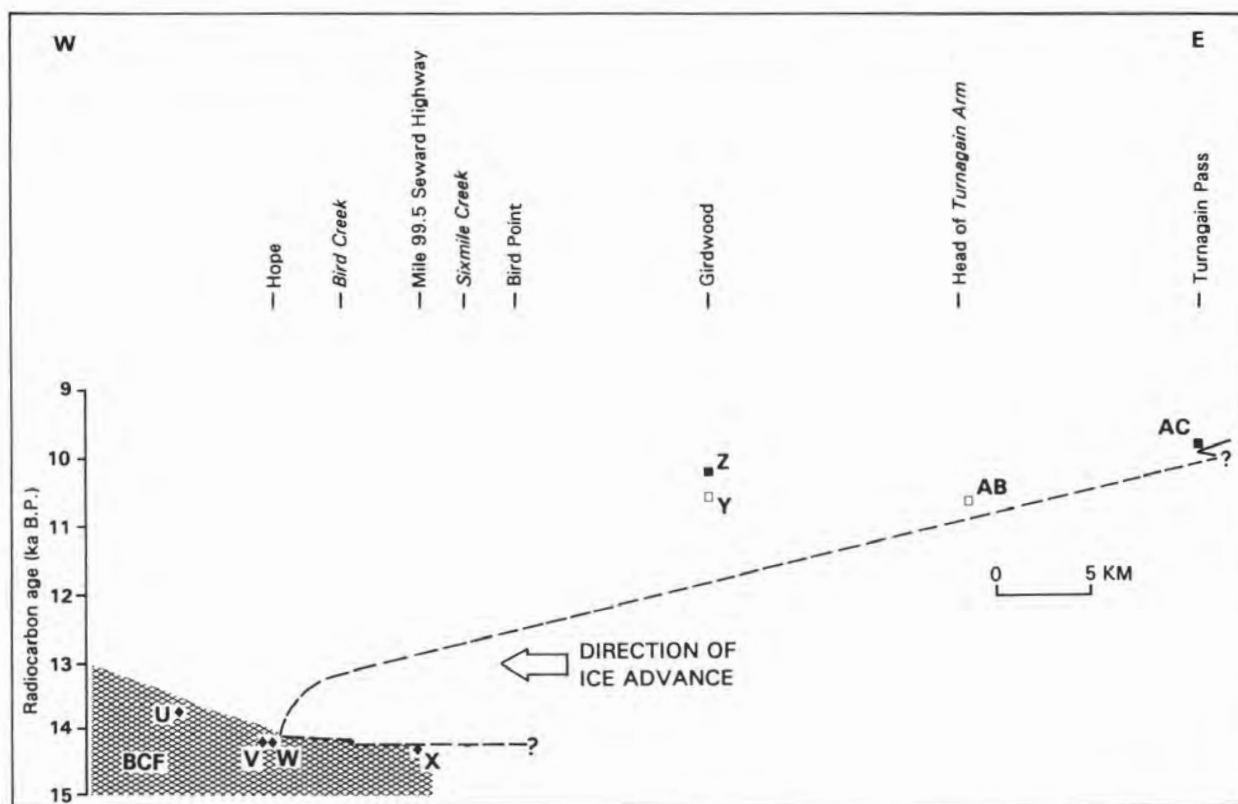 W
E
Hope
Bird Creek
Mile 99.5 Seward Highway
Sixmile Creek
Bird Point
Girdwood
Head of Turnagain Arm
Turnagain Pass
Radiocarbon age (ka B.P.)
9
10
11
12
13
14
15
AC
?
Z
Y
AB
0 5 KM
DIRECTION OF
ICE ADVANCE
U
V
W
X
?
BCF